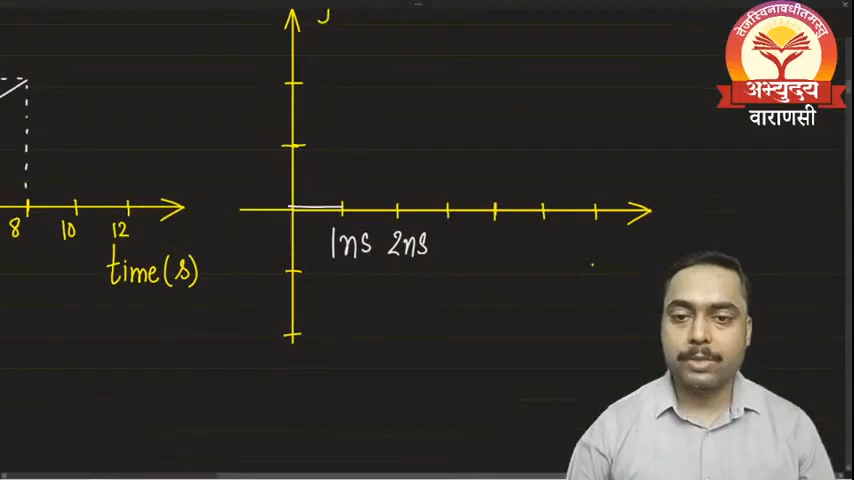 तेजस्विनावधीतमस्तु
अभ्युदय
वाराणसी
8 10 12
time(s)
1ns 2ns